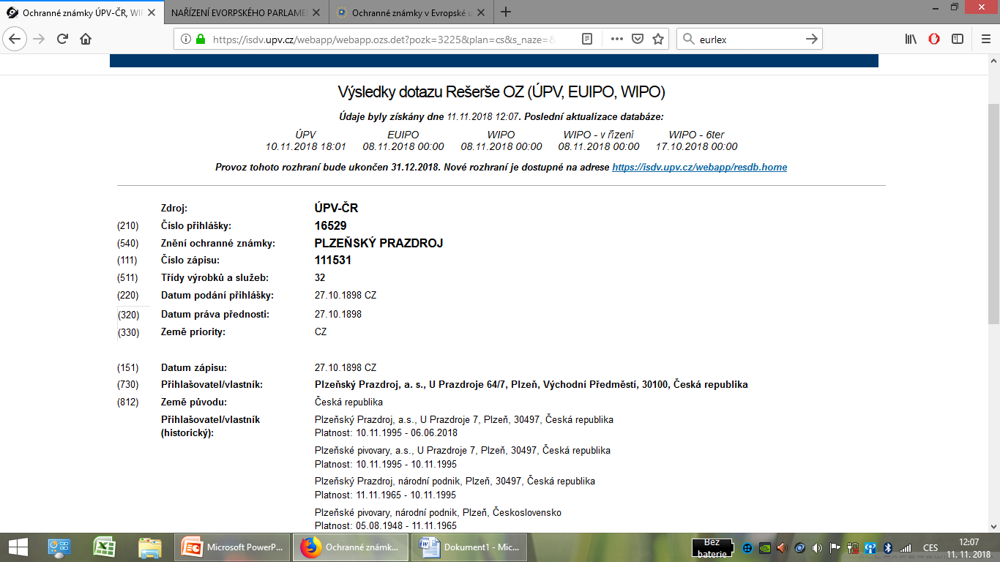 Ochranné známky ÚPV-ČR, WIP
NAŘÍZENÍ EVORPSKÉHO PARLAME
Ochranné známky v Evropské u
https://isdv.upv.cz/webapp/webapp.ozs.det?pozk=3225&plan=cs&s_naze=&
eurlex
Výsledky dotazu Rešerše OZ (ÚPV, EUIPO, WIPO)
Údaje byly získány dne 11.11.2018 12:07. Poslední aktualizace databáze:
ÚPV EUIPO WIPO WIPO - v řízení WIPO - 6ter
10.11.2018 18:01 08.11.2018 00:00 08.11.2018 00:00 08.11.2018 00:00 17.10.2018 00:00
Provoz tohoto rozhraní bude ukončen 31.12.2018. Nové rozhraní je dostupné na adrese https://isdv.upv.cz/webapp/resdb.home
Zdroj: ÚPV-ČR
(210) Číslo přihlášky: 16529
(540) Znění ochranné známky: PLZEŇSKÝ PRAZDROJ
(111) Číslo zápisu: 111531
(511) Třídy výrobků a služeb: 32
(220) Datum podání přihlášky: 27.10.1898 CZ
(320) Datum práva přednosti: 27.10.1898
(330) Země priority: CZ
(151) Datum zápisu: 27.10.1898 CZ
(730) Přihlašovatel/vlastník: Plzeňský Prazdroj, a. s., U Prazdroje 64/7, Plzeň, Východní Předměstí, 30100, Česká republika
(812) Země původu: Česká republika
Přihlašovatel/vlastník Plzeňský Prazdroj, a.s., U Prazdroje 7, Plzeň, 30497, Česká republika
(historický): Platnost: 10.11.1995 - 06.06.2018
Plzeňské pivovary, a.s., U Prazdroje 7, Plzeň, 30497, Česká republika
Platnost: 10.11.1995 - 10.11.1995
Plzeňský Prazdroj, národní podnik, Plzeň, 30497, Česká republika
Platnost: 11.11.1965 - 10.11.1995
Plzeňské pivovary, národní podnik, Plzeň, Československo
Platnost: 05.08.1948 - 11.11.1965
Microsoft PowerP...
Ochranné známk...
Dokument1 - Mic...
Bez
baterie
CES
12:07
11. 11. 2018